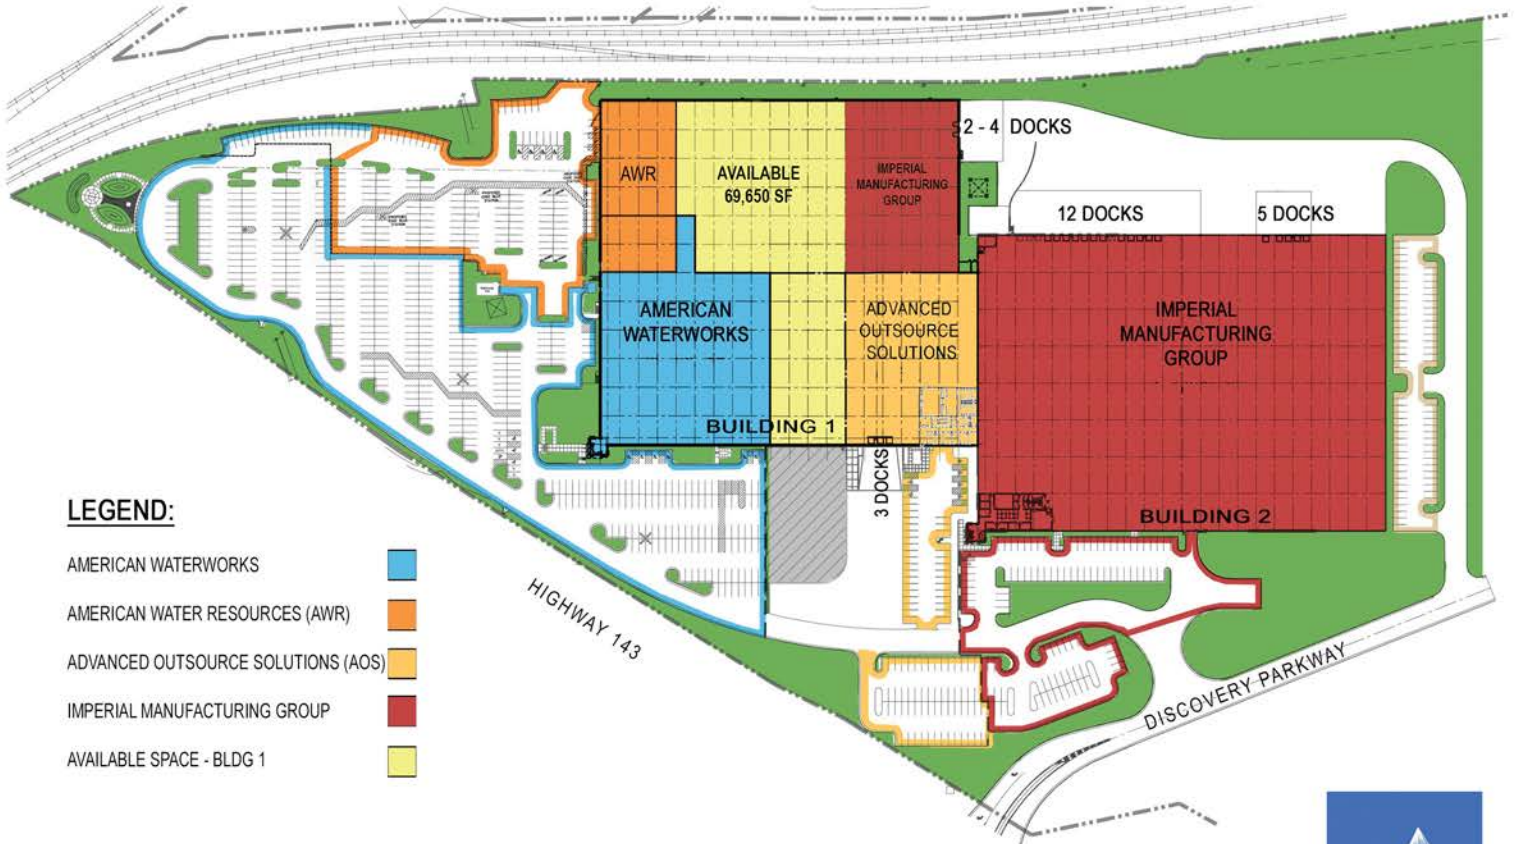 2 - 4 DOCKS
12 DOCKS
5 DOCKS
AWR
AVAILABLE
69,650 SF
IMPERIAL
MANUFACTURING
GROUP
AMERICAN
WATERWORKS
ADVANCED
OUTSOURCE
SOLUTIONS
IMPERIAL
MANUFACTURING
GROUP
BUILDING 1
3 DOCKS
BUILDING 2
HIGHWAY 143
DISCOVERY PARKWAY
LEGEND:
AMERICAN WATERWORKS
AMERICAN WATER RESOURCES (AWR)
ADVANCED OUTSOURCE SOLUTIONS (AOS)
IMPERIAL MANUFACTURING GROUP
AVAILABLE SPACE - BLDG 1